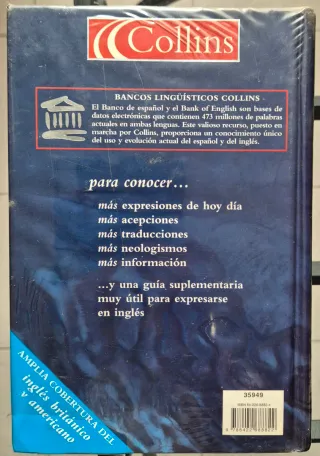 Collins
BANCOS LINGÜÍSTICOS COLLINS
El Banco de español y el Bank of English son bases de
datos electrónicas que contienen 473 millones de palabras
actuales en ambas lenguas. Este valioso recurso, puesto en
marcha por Collins, proporciona un conocimiento único
del uso y evolución actual del español y del inglés.
para conocer...
más expresiones de hoy día
más acepciones
más traducciones
más neologismos
más información
...y una guía suplementaria
muy útil para expresarse
en inglés
AMPLIA COBERTURA DEL
inglés británico
y americano
35949